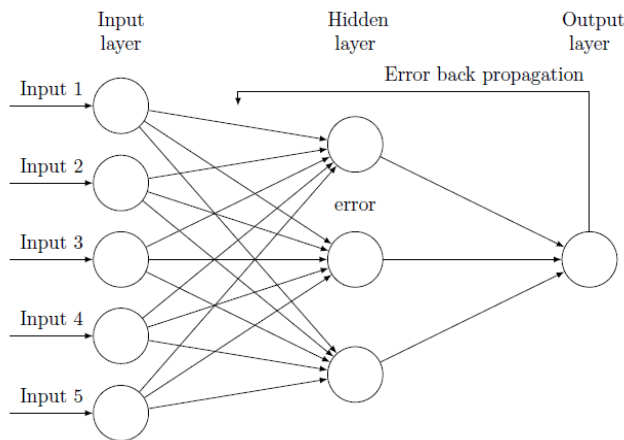 Input
layer
Hidden
layer
Output
layer
Error back propagation
Input 1
Input 2
error
Input 3
Input 4
Input 5